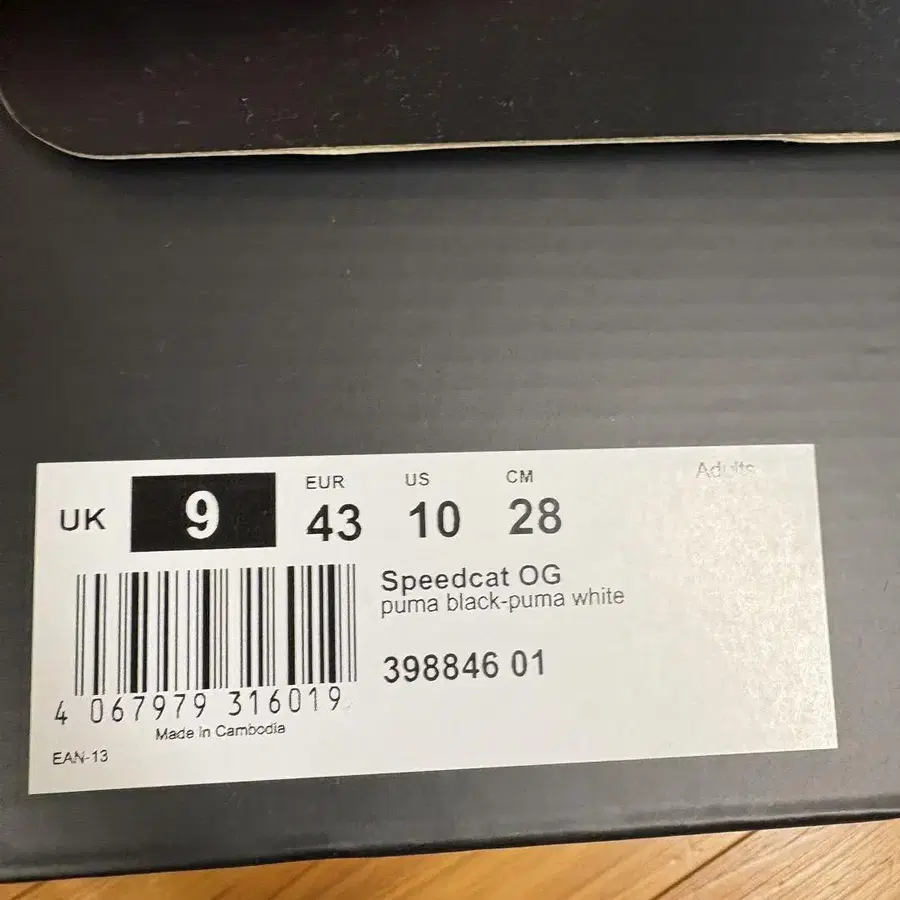 Adults
UK 9 EUR 43 US 10 CM 28
Speedcat OG
puma black-puma white
398846 01
4 067979 316019
Made in Cambodia
EAN-13